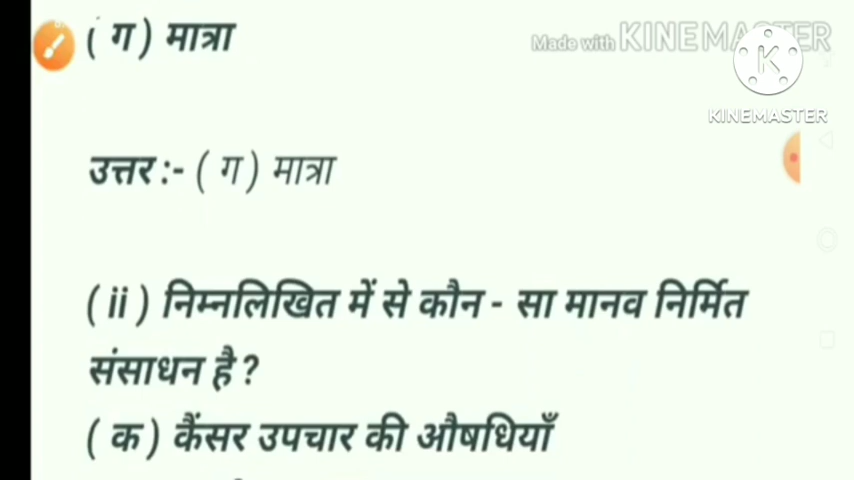 ( ग ) मात्रा
Made with KINEMASTER
KINEMASTER
उत्तर :- ( ग ) मात्रा
( ii ) निम्नलिखित में से कौन - सा मानव निर्मित
संसाधन है ?
( क ) कैंसर उपचार की औषधियाँ